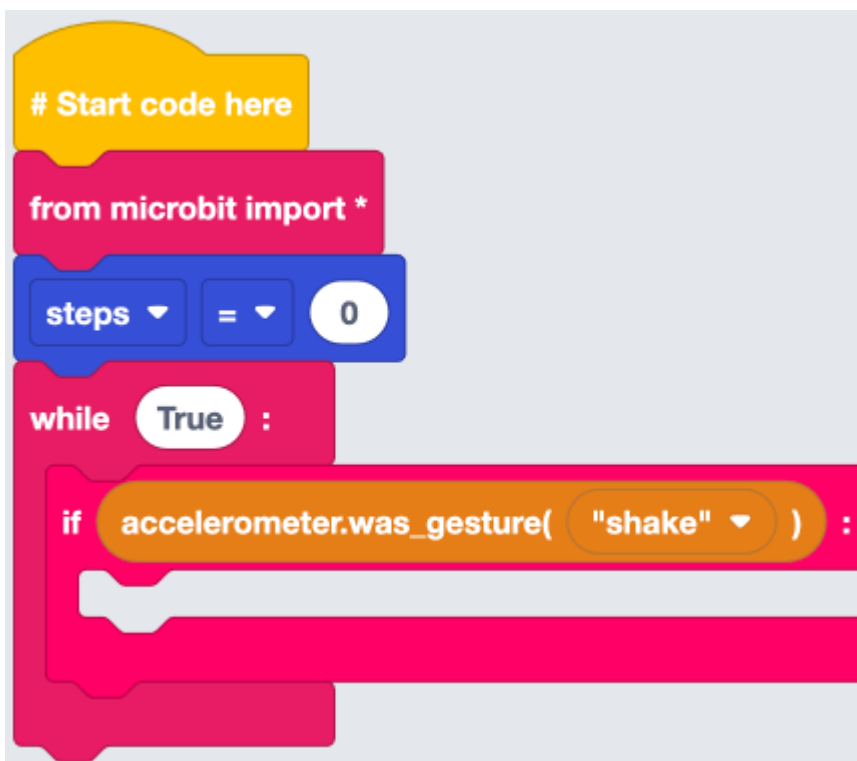 # Start code here
from microbit import *
steps = 0
while True :
if accelerometer.was_gesture( "shake" ) :